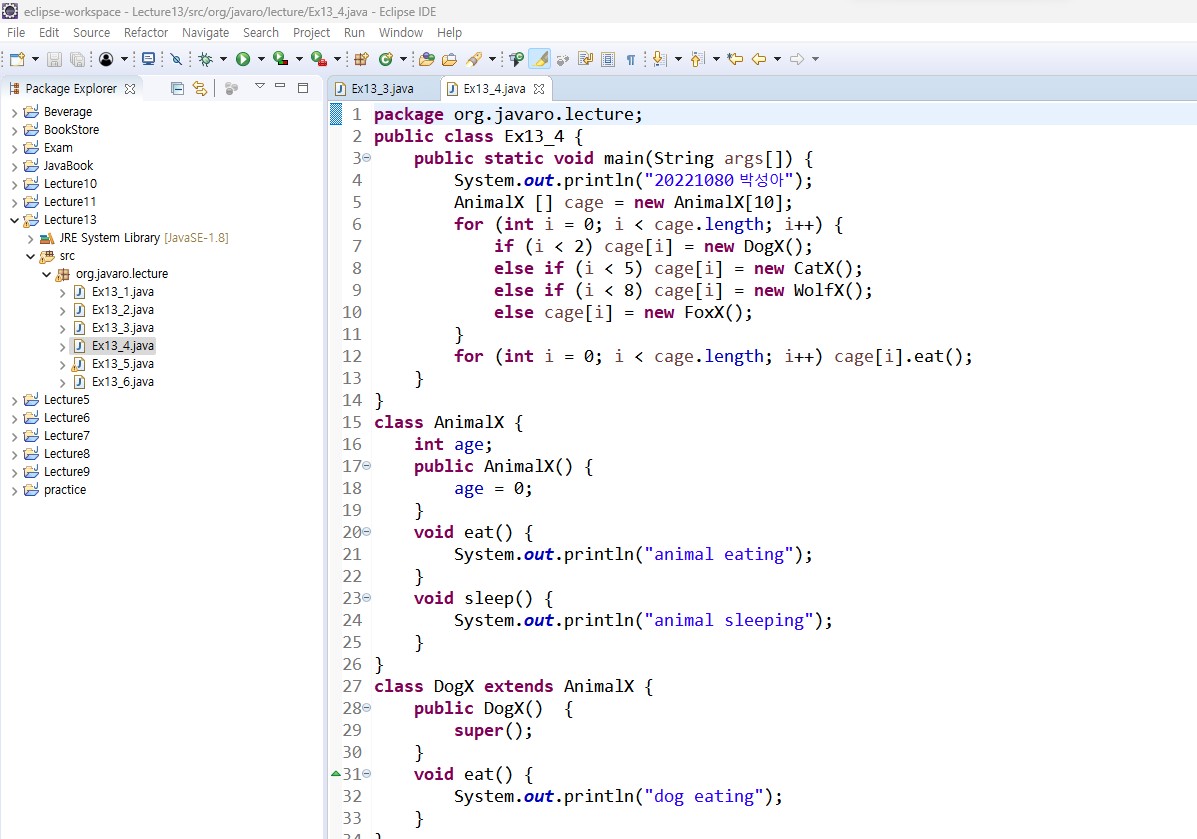 eclipse-workspace - Lecture13/src/org/javaro/lecture/Ex13_4.java - Eclipse IDE
File Edit Source Refactor Navigate Search Project Run Window Help
Package Explorer
Beverage
BookStore
Exam
JavaBook
Lecture10
Lecture11
Lecture13
JRE System Library [JavaSE-1.8]
src
org.javaro.lecture
Ex13_1.java
Ex13_2.java
Ex13_3.java
Ex13_4.java
Ex13_5.java
Ex13_6.java
Lecture5
Lecture6
Lecture7
Lecture8
Lecture9
practice
Ex13_3.java Ex13_4.java
1 package org.javaro.lecture;
2 public class Ex13_4 {
3 public static void main(String args[]) {
4 System.out.println("20221080 박성아");
5 AnimalX [] cage = new AnimalX[10];
6 for (int i = 0; i < cage.length; i++) {
7 if (i < 2) cage[i] = new DogX();
8 else if (i < 5) cage[i] = new CatX();
9 else if (i < 8) cage[i] = new WolfX();
10 else cage[i] = new FoxX();
11 }
12 for (int i = 0; i < cage.length; i++) cage[i].eat();
13 }
14 }
15 class AnimalX {
16 int age;
17 public AnimalX() {
18 age = 0;
19 }
20 void eat() {
21 System.out.println("animal eating");
22 }
23 void sleep() {
24 System.out.println("animal sleeping");
25 }
26 }
27 class DogX extends AnimalX {
28 public DogX() {
29 super();
30 }
31 void eat() {
32 System.out.println("dog eating");
33 }
34 }